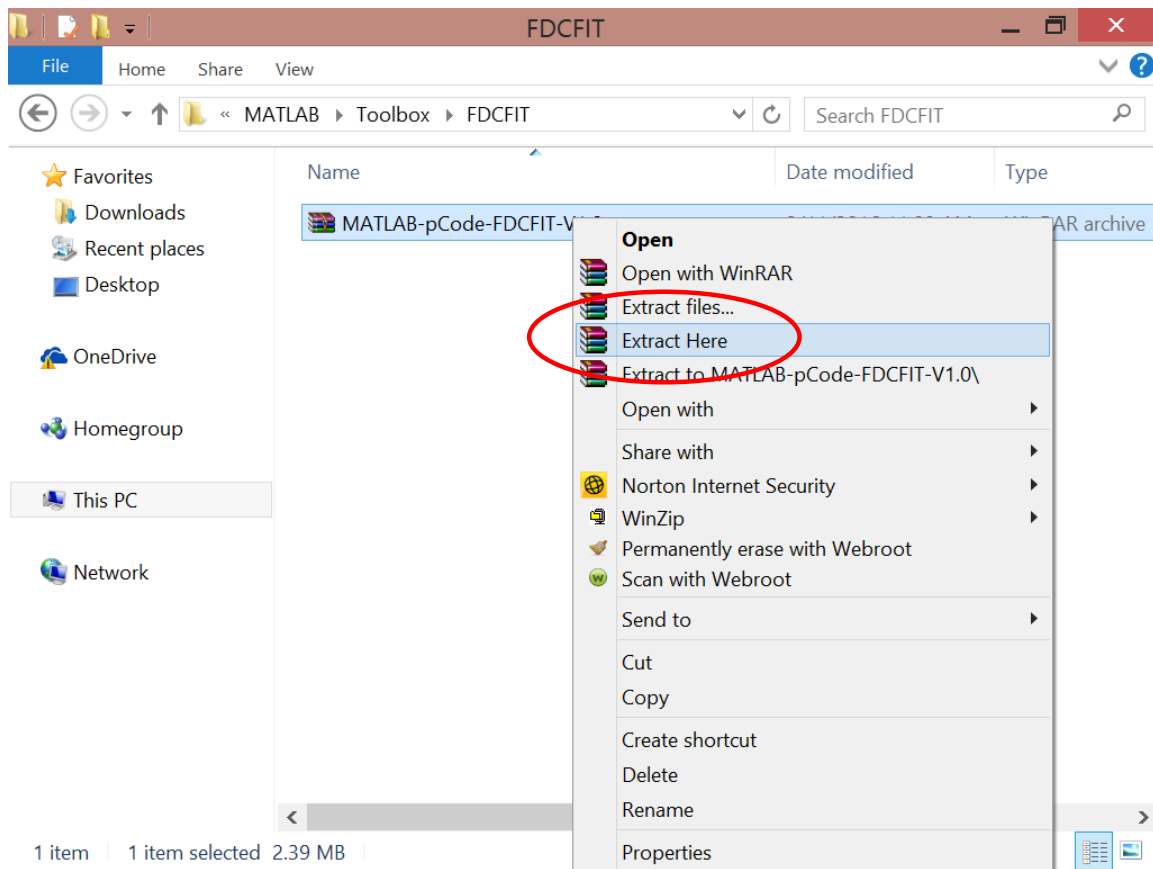 FDCFIT
File Home Share View
« MATLAB Toolbox FDCFIT
Search FDCFIT
Name Date modified Type
Favorites
Downloads
Recent places
Desktop
OneDrive
Homegroup
This PC
Network
MATLAB-pCode-FDCFIT-V
AR archive
Open
Open with WinRAR
Extract files...
Extract Here
Extract to MATLAB-pCode-FDCFIT-V1.0\
Open with
Share with
Norton Internet Security
WinZip
Permanently erase with Webroot
Scan with Webroot
Send to
Cut
Copy
Create shortcut
Delete
Rename
Properties
1 item 1 item selected 2.39 MB